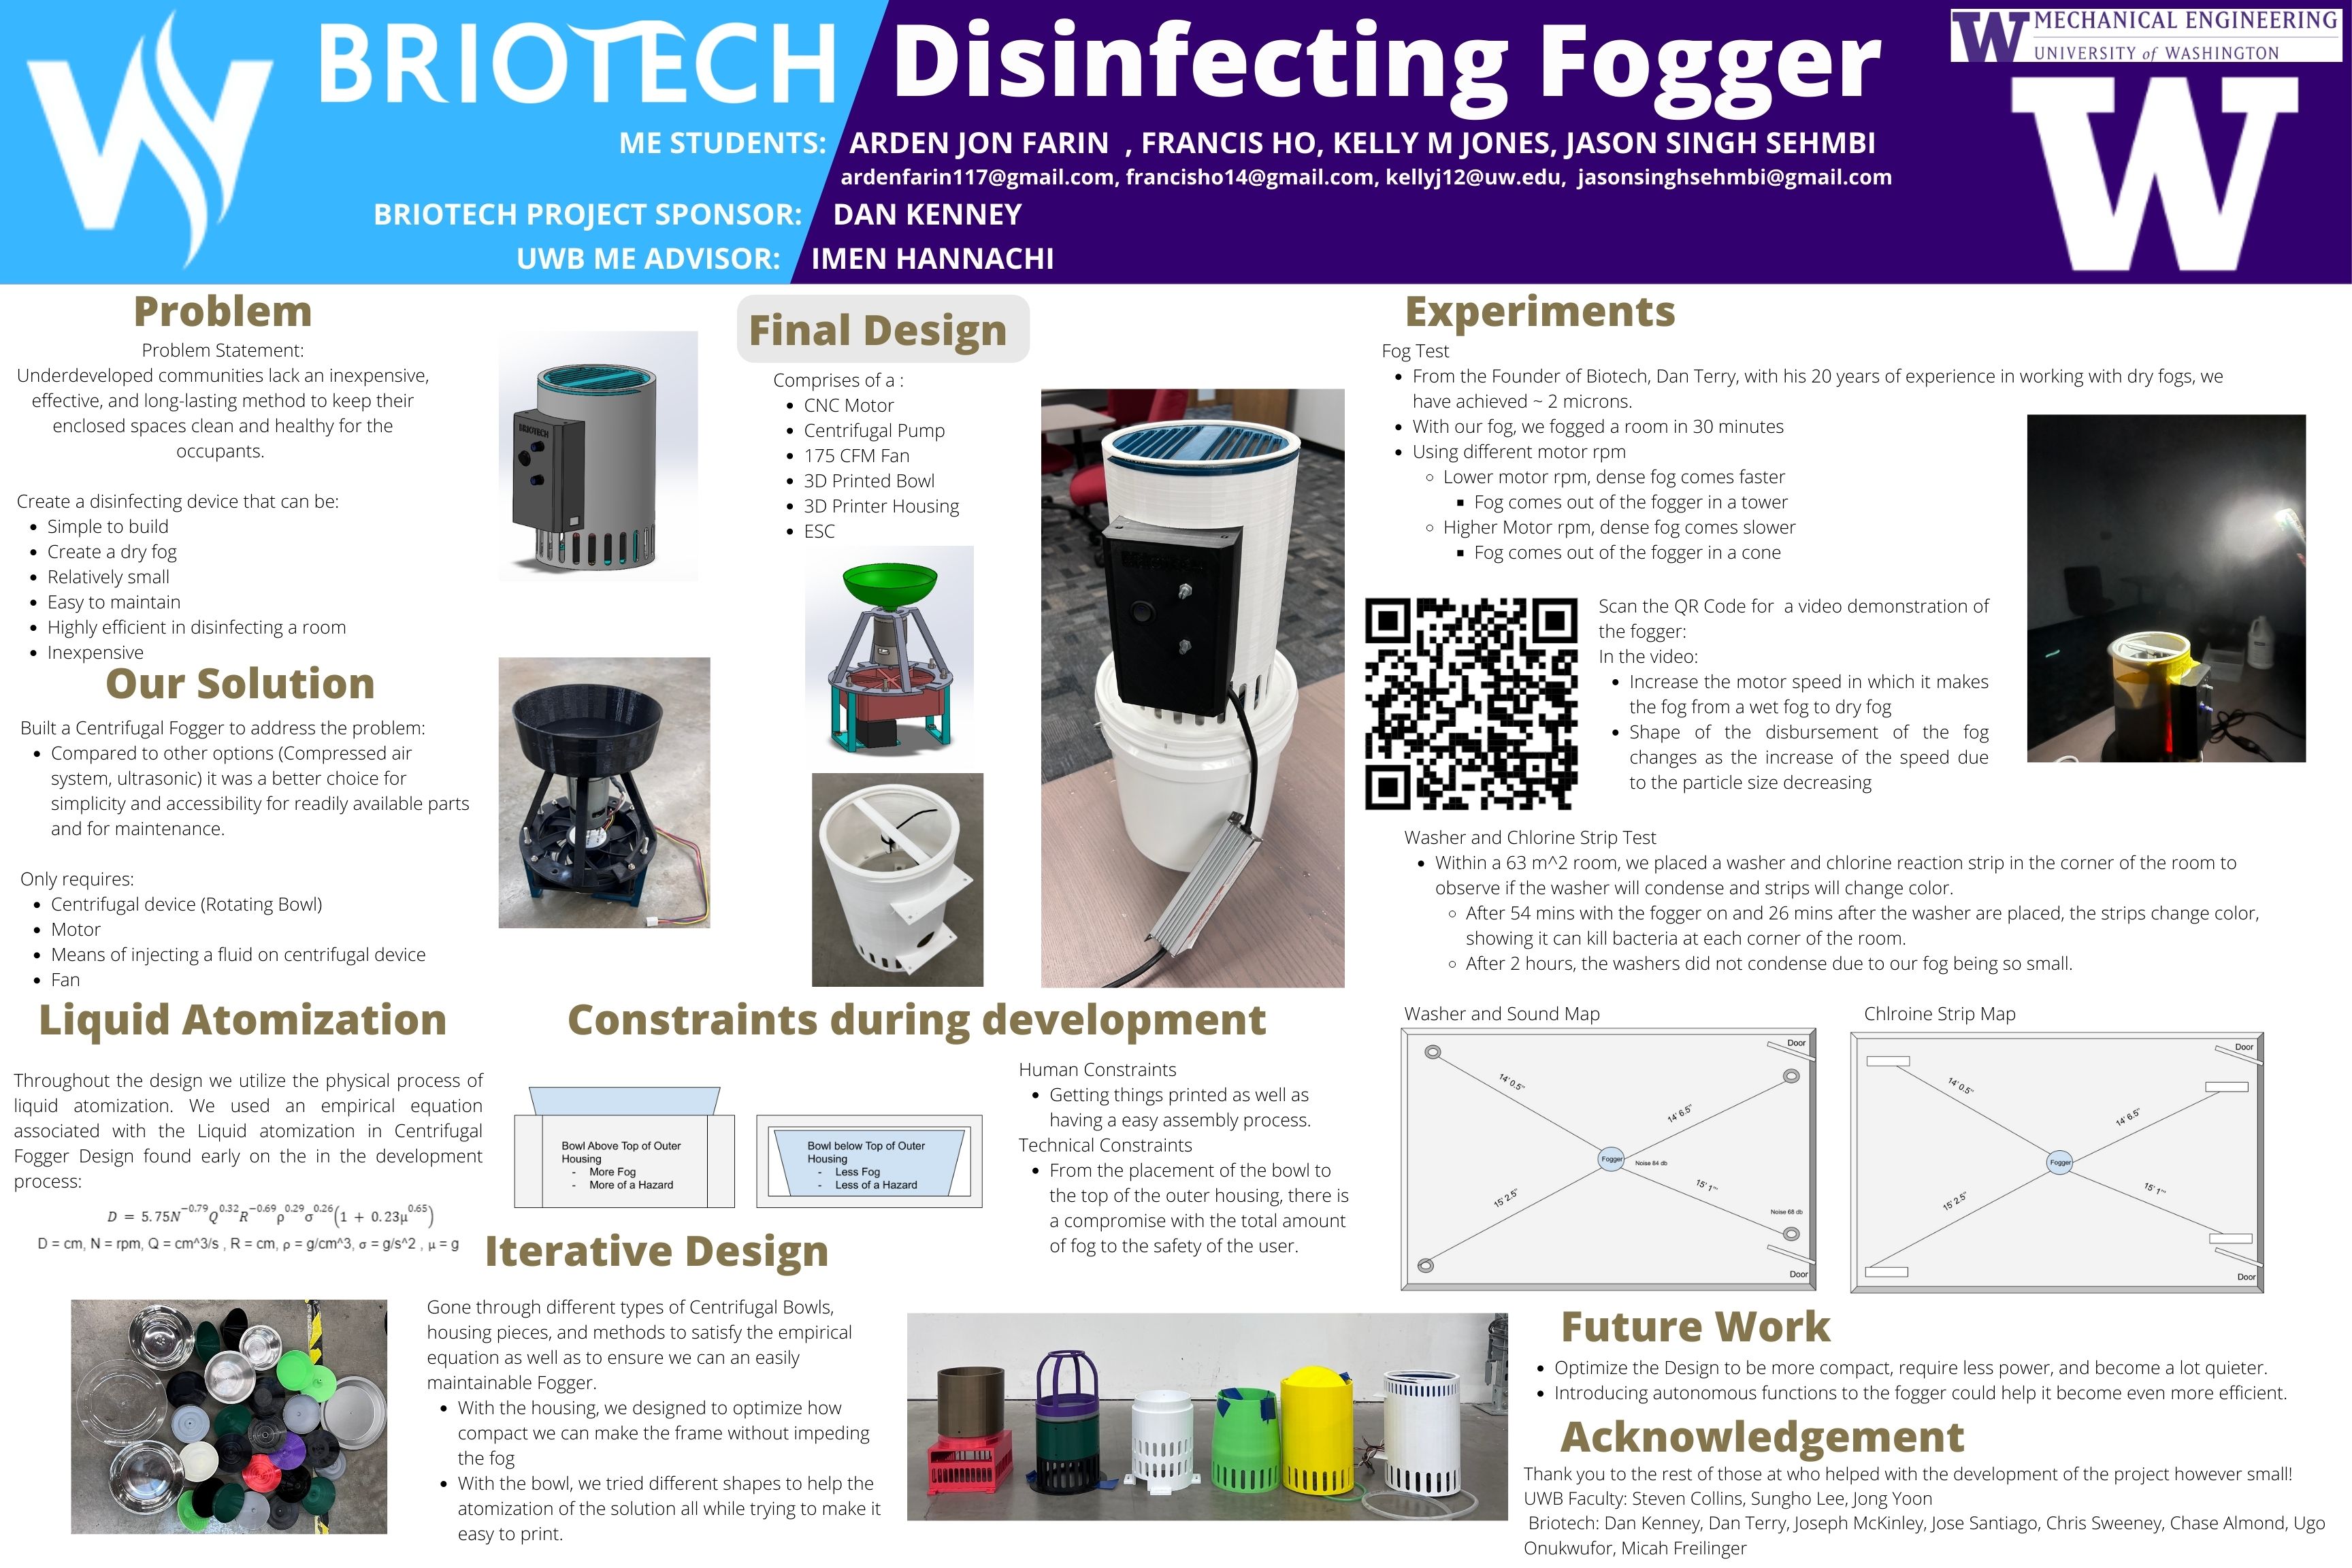 BRIOTECH
Disinfecting Fogger
MECHANICAL ENGINEERING
UNIVERSITY of WASHINGTON
ME STUDENTS: ARDEN JON FARIN , FRANCIS HO, KELLY M JONES, JASON SINGH SEHMBI
ardenfarin117@gmail.com, francisho14@gmail.com, kellyj12@uw.edu, jasonsinghsehmbi@gmail.com
BRIOTECH PROJECT SPONSOR: DAN KENNEY
UWB ME ADVISOR: IMEN HANNACHI
Problem
Problem Statement:
Underdeveloped communities lack an inexpensive,
effective, and long-lasting method to keep their
enclosed spaces clean and healthy for the
occupants.
Create a disinfecting device that can be:
• Simple to build
• Create a dry fog
• Relatively small
• Easy to maintain
• Highly efficient in disinfecting a room
• Inexpensive
BRIOTECH
Our Solution
Built a Centrifugal Fogger to address the problem:
• Compared to other options (Compressed air
system, ultrasonic) it was a better choice for
simplicity and accessibility for readily available parts
and for maintenance.
Only requires:
• Centrifugal device (Rotating Bowl)
• Motor
• Means of injecting a fluid on centrifugal device
• Fan
Final Design
Comprises of a :
• CNC Motor
• Centrifugal Pump
• 175 CFM Fan
• 3D Printed Bowl
• 3D Printer Housing
• ESC
Experiments
Fog Test
• From the Founder of Biotech, Dan Terry, with his 20 years of experience in working with dry fogs, we
have achieved ~ 2 microns.
• With our fog, we fogged a room in 30 minutes
• Using different motor rpm
◦ Lower motor rpm, dense fog comes faster
▪ Fog comes out of the fogger in a tower
◦ Higher Motor rpm, dense fog comes slower
▪ Fog comes out of the fogger in a cone
Scan the QR Code for a video demonstration of
the fogger:
In the video:
• Increase the motor speed in which it makes
the fog from a wet fog to dry fog
• Shape of the disbursement of the fog
changes as the increase of the speed due
to the particle size decreasing
Washer and Chlorine Strip Test
• Within a 63 m^2 room, we placed a washer and chlorine reaction strip in the corner of the room to
observe if the washer will condense and strips will change color.
◦ After 54 mins with the fogger on and 26 mins after the washer are placed, the strips change color,
showing it can kill bacteria at each corner of the room.
◦ After 2 hours, the washers did not condense due to our fog being so small.
Washer and Sound Map
Door
14' 0.5"
14' 6.5"
Fogger
Noise 84 db
15' 2.5"
15' 1"
Noise 68 db
Door
Chlroine Strip Map
Door
14' 0.5"
14' 6.5"
Fogger
15' 2.5"
15' 1"
Door
Liquid Atomization
Throughout the design we utilize the physical process of
liquid atomization. We used an empirical equation
associated with the Liquid atomization in Centrifugal
Fogger Design found early on the in the development
process:
D = 5.75N^−0.79 Q^0.32 R^−0.69 ρ^0.29 σ^0.26 (1 + 0.23μ^0.65)
D = cm, N = rpm, Q = cm^3/s , R = cm, ρ = g/cm^3, σ = g/s^2 , μ = g
Constraints during development
Bowl Above Top of Outer
Housing
- More Fog
- More of a Hazard
Bowl below Top of Outer
Housing
- Less Fog
- Less of a Hazard
Human Constraints
• Getting things printed as well as
having a easy assembly process.
Technical Constraints
• From the placement of the bowl to
the top of the outer housing, there is
a compromise with the total amount
of fog to the safety of the user.
Iterative Design
Gone through different types of Centrifugal Bowls,
housing pieces, and methods to satisfy the empirical
equation as well as to ensure we can an easily
maintainable Fogger.
• With the housing, we designed to optimize how
compact we can make the frame without impeding
the fog
• With the bowl, we tried different shapes to help the
atomization of the solution all while trying to make it
easy to print.
Future Work
• Optimize the Design to be more compact, require less power, and become a lot quieter.
• Introducing autonomous functions to the fogger could help it become even more efficient.
Acknowledgement
Thank you to the rest of those at who helped with the development of the project however small!
UWB Faculty: Steven Collins, Sungho Lee, Jong Yoon
Briotech: Dan Kenney, Dan Terry, Joseph McKinley, Jose Santiago, Chris Sweeney, Chase Almond, Ugo
Onukwufor, Micah Freilinger